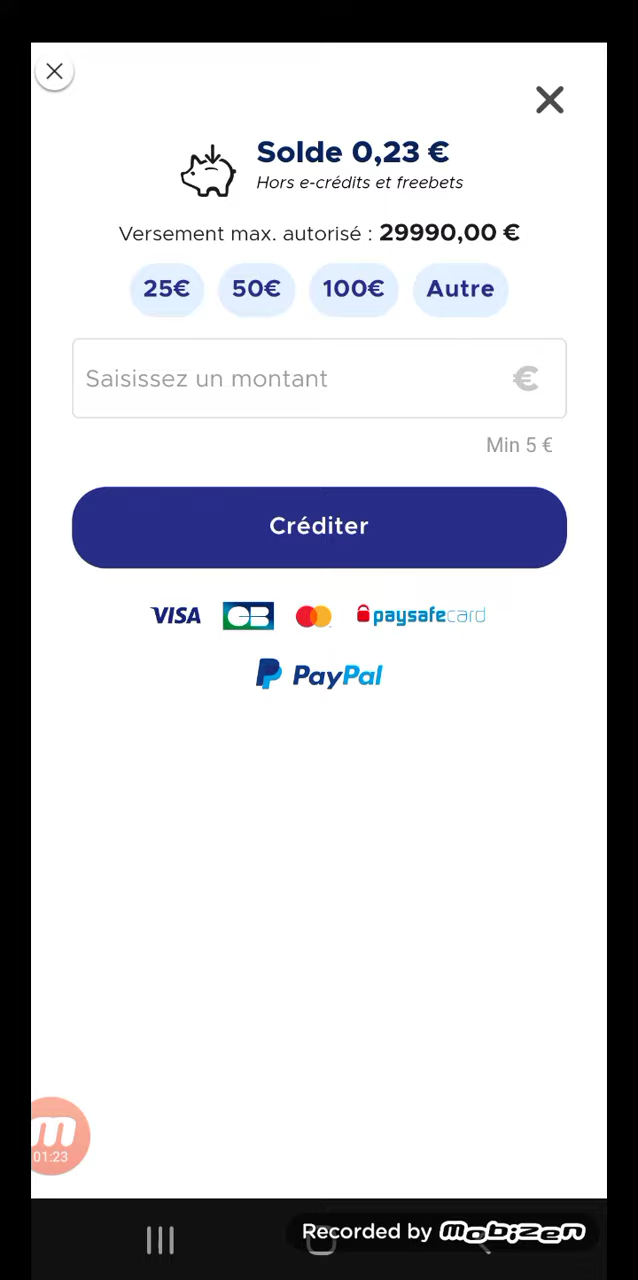 Solde 0,23 €
Hors e-crédits et freebets
Versement max. autorisé : 29990,00 €
25€ 50€ 100€ Autre
Saisissez un montant €
Min 5 €
Créditer
VISA CB paysafecard
PayPal
m
01:23
Recorded by mobizen